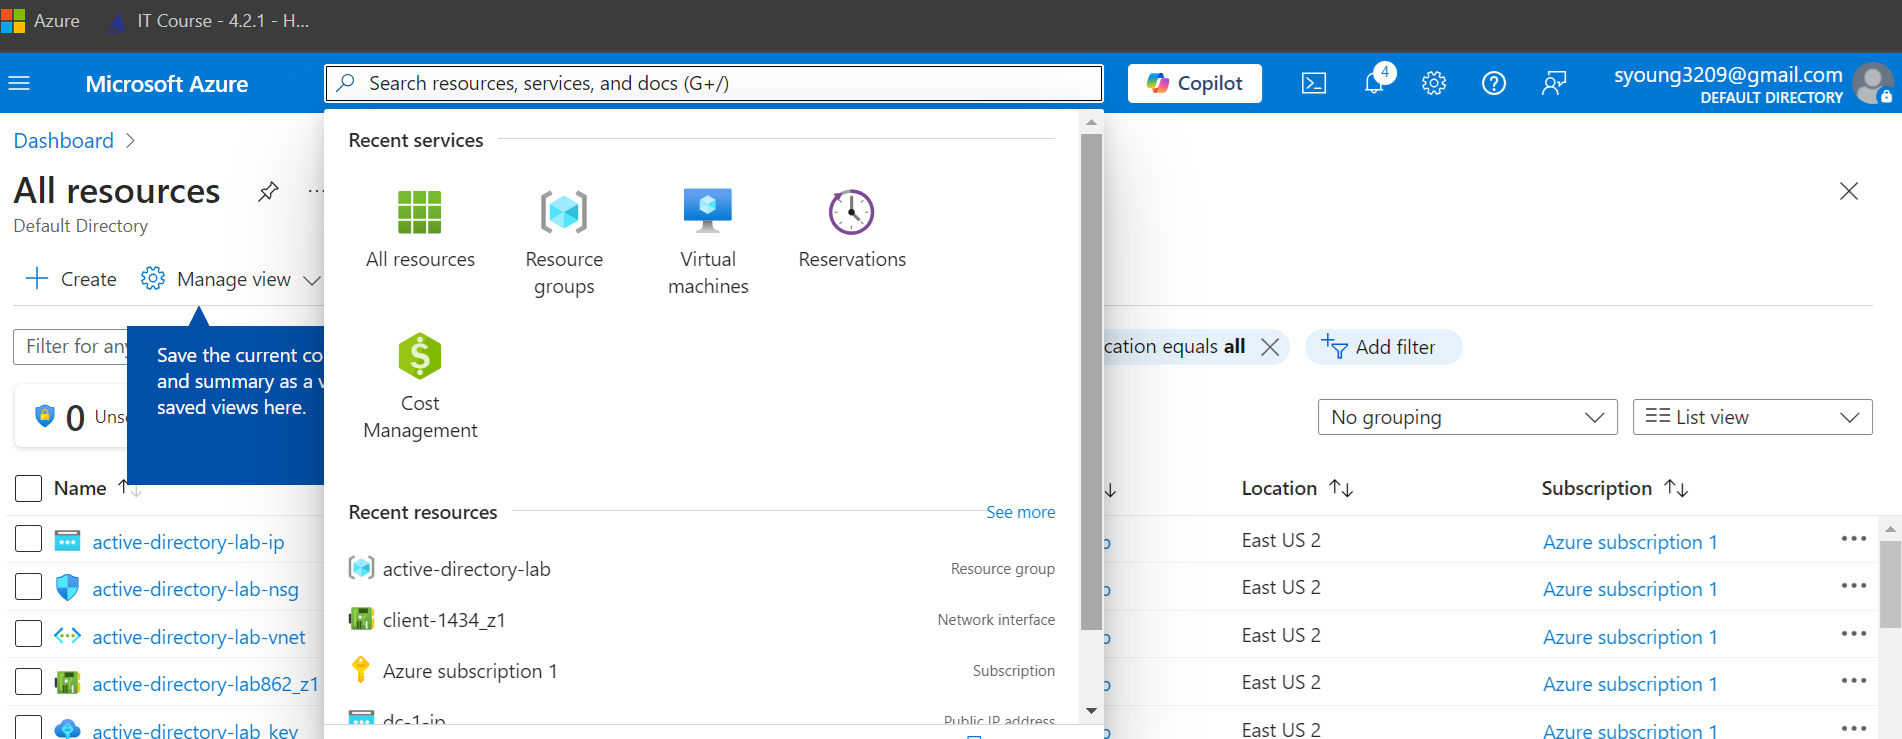 Azure
IT Course - 4.2.1 - H...
Microsoft Azure
Search resources, services, and docs (G+/)
Copilot
4
syoung3209@gmail.com
DEFAULT DIRECTORY
Dashboard
All resources
Default Directory
Create
Manage view
Filter for any
Save the current co
and summary as a v
saved views here.
0 Unse
Recent services
All resources
Resource
groups
Virtual
machines
Reservations
Cost
Management
Recent resources
See more
active-directory-lab
Resource group
client-1434_z1
Network interface
Azure subscription 1
Subscription
dc-1-ip
Public IP address
cation equals all
Add filter
No grouping
List view
Name
Location
Subscription
active-directory-lab-ip
East US 2
Azure subscription 1
active-directory-lab-nsg
East US 2
Azure subscription 1
active-directory-lab-vnet
East US 2
Azure subscription 1
active-directory-lab862_z1
East US 2
Azure subscription 1
active-directory-lab_key
East US 2
Azure subscription 1